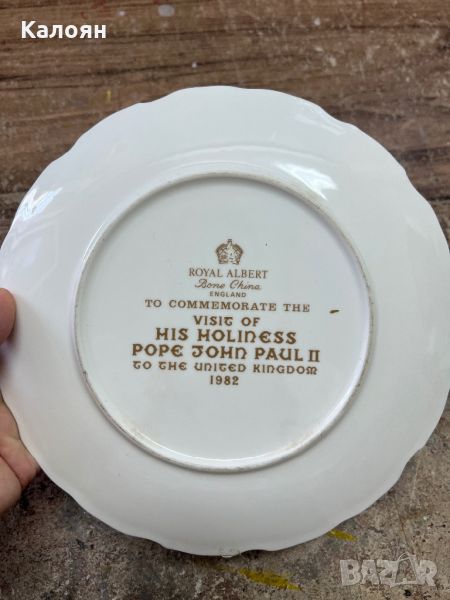 Калоян
ROYAL ALBERT
Bone China
ENGLAND
TO COMMEMORATE THE
VISIT OF
HIS HOLINESS
POPE JOHN PAUL II
TO THE UNITED KINGDOM
1982
BAZAR